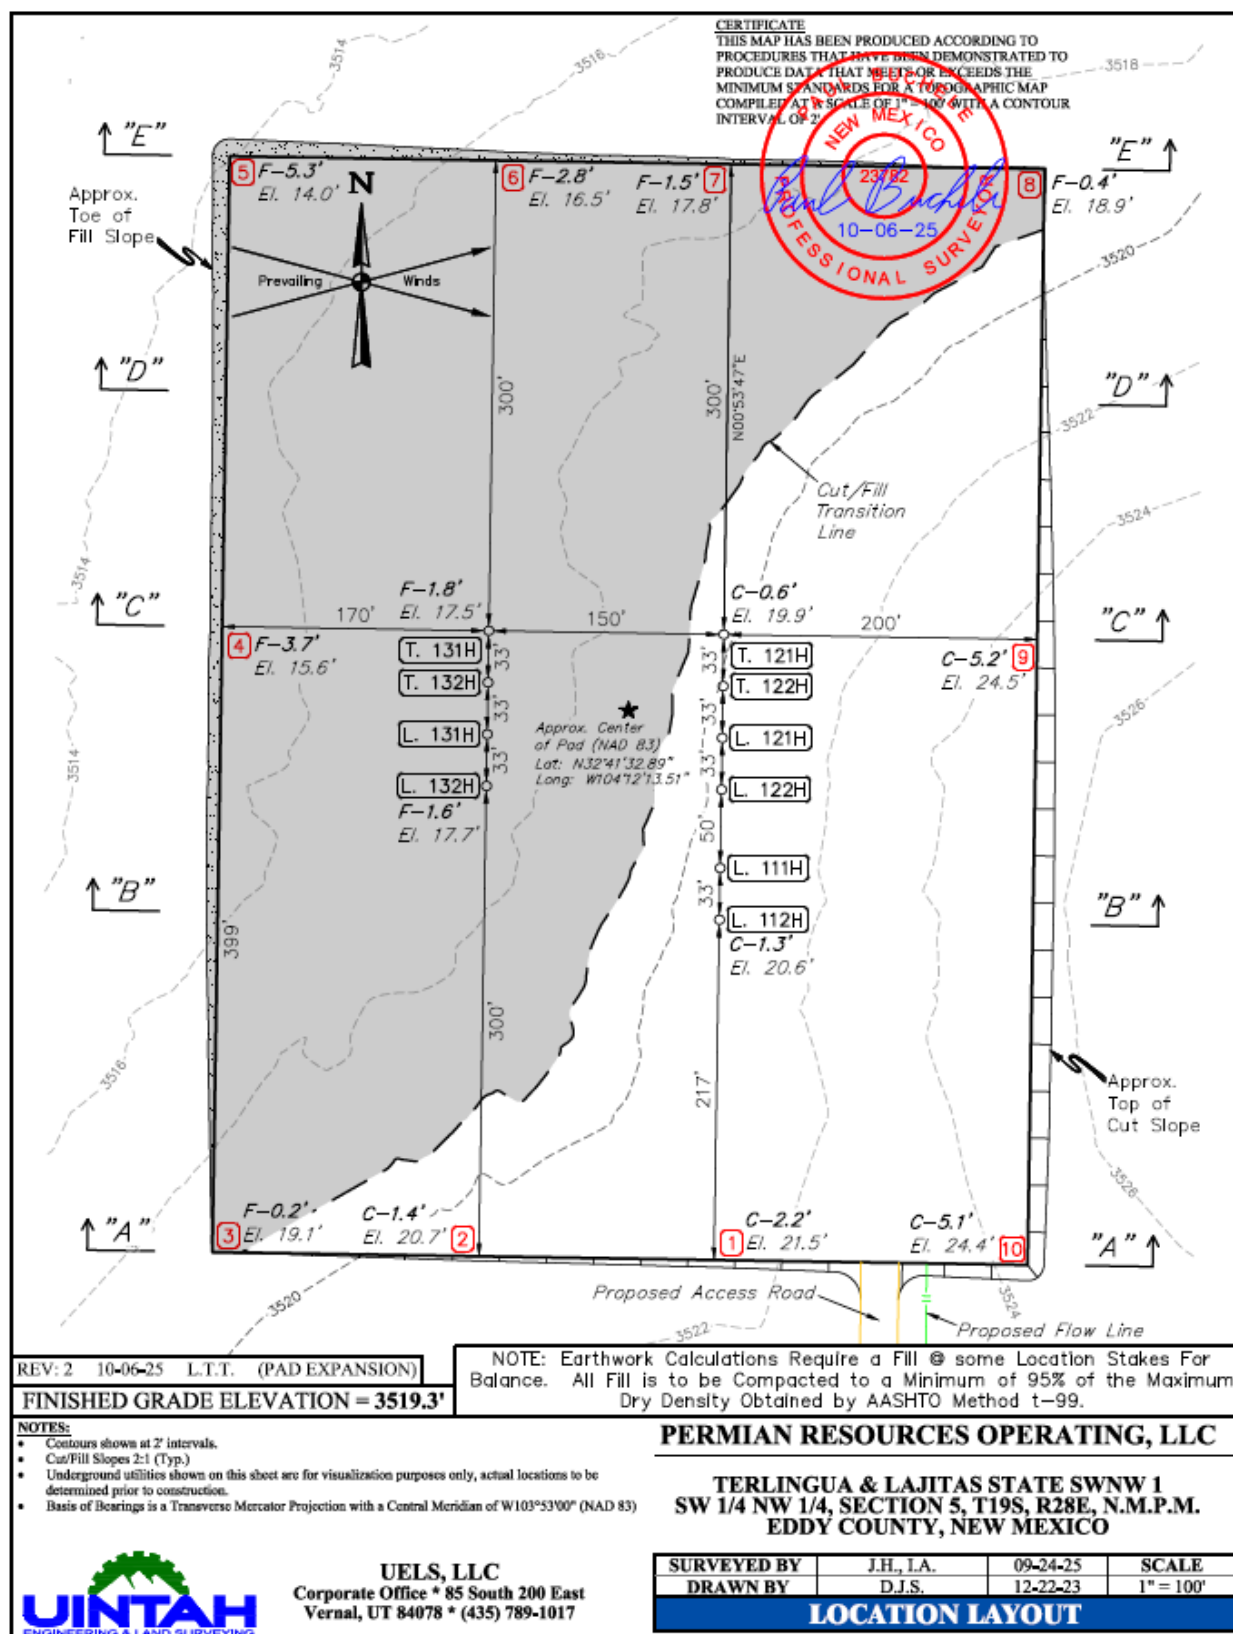 CERTIFICATE
THIS MAP HAS BEEN PRODUCED ACCORDING TO
PROCEDURES THAT HAVE BEEN DEMONSTRATED TO
PRODUCE DATA THAT MEETS OR EXCEEDS THE
MINIMUM STANDARDS FOR A TOPOGRAPHIC MAP
COMPILED AT A SCALE OF 1" = 100' WITH A CONTOUR
INTERVAL OF 2'
PAUL BUCHELE
NEW MEXICO
23782
PROFESSIONAL SURVEYOR
Paul Buchele
10-06-25
3514
3516
3518
"E"
"E"
5
F-5.3'
El. 14.0'
6
F-2.8'
El. 16.5'
F-1.5'
7
El. 17.8'
8
F-0.4'
El. 18.9'
Approx.
Toe of
Fill Slope
N
Prevailing
Winds
3520
"D"
"D"
300'
300'
N00°53'47"E
3522
Cut/Fill
Transition
Line
3524
3514
"C"
"C"
F-1.8'
El. 17.5'
C-0.6'
El. 19.9'
170'
150'
200'
4
F-3.7'
El. 15.6'
C-5.2'
9
El. 24.5'
T. 131H
33'
T. 132H
33'
L. 131H
33'
L. 132H
F-1.6'
El. 17.7'
33'
T. 121H
T. 122H
33'
L. 121H
33'
L. 122H
50'
L. 111H
33'
L. 112H
C-1.3'
El. 20.6'
Approx. Center
of Pad (NAD 83)
Lat: N32°41'32.89"
Long: W104°12'13.51"
3526
3514
"B"
"B"
399'
300'
217'
3516
Approx.
Top of
Cut Slope
3526
"A"
"A"
F-0.2'
3
El. 19.1'
C-1.4'
El. 20.7'
2
C-2.2'
1
El. 21.5'
C-5.1'
El. 24.4'
10
3520
3522
3524
Proposed Access Road
Proposed Flow Line
REV: 2 10-06-25 L.T.T. (PAD EXPANSION)
FINISHED GRADE ELEVATION = 3519.3'
NOTE: Earthwork Calculations Require a Fill @ some Location Stakes For
Balance. All Fill is to be Compacted to a Minimum of 95% of the Maximum
Dry Density Obtained by AASHTO Method t-99.
NOTES:
• Contours shown at 2' intervals.
• Cut/Fill Slopes 2:1 (Typ.)
• Underground utilities shown on this sheet are for visualization purposes only, actual locations to be
determined prior to construction.
• Basis of Bearings is a Transverse Mercator Projection with a Central Meridian of W103°53'00" (NAD 83)
PERMIAN RESOURCES OPERATING, LLC
TERLINGUA & LAJITAS STATE SWNW 1
SW 1/4 NW 1/4, SECTION 5, T19S, R28E, N.M.P.M.
EDDY COUNTY, NEW MEXICO
UINTAH
ENGINEERING & LAND SURVEYING
UELS, LLC
Corporate Office * 85 South 200 East
Vernal, UT 84078 * (435) 789-1017
SURVEYED BY J.H., I.A. 09-24-25 SCALE
DRAWN BY D.J.S. 12-22-23 1" = 100'
LOCATION LAYOUT